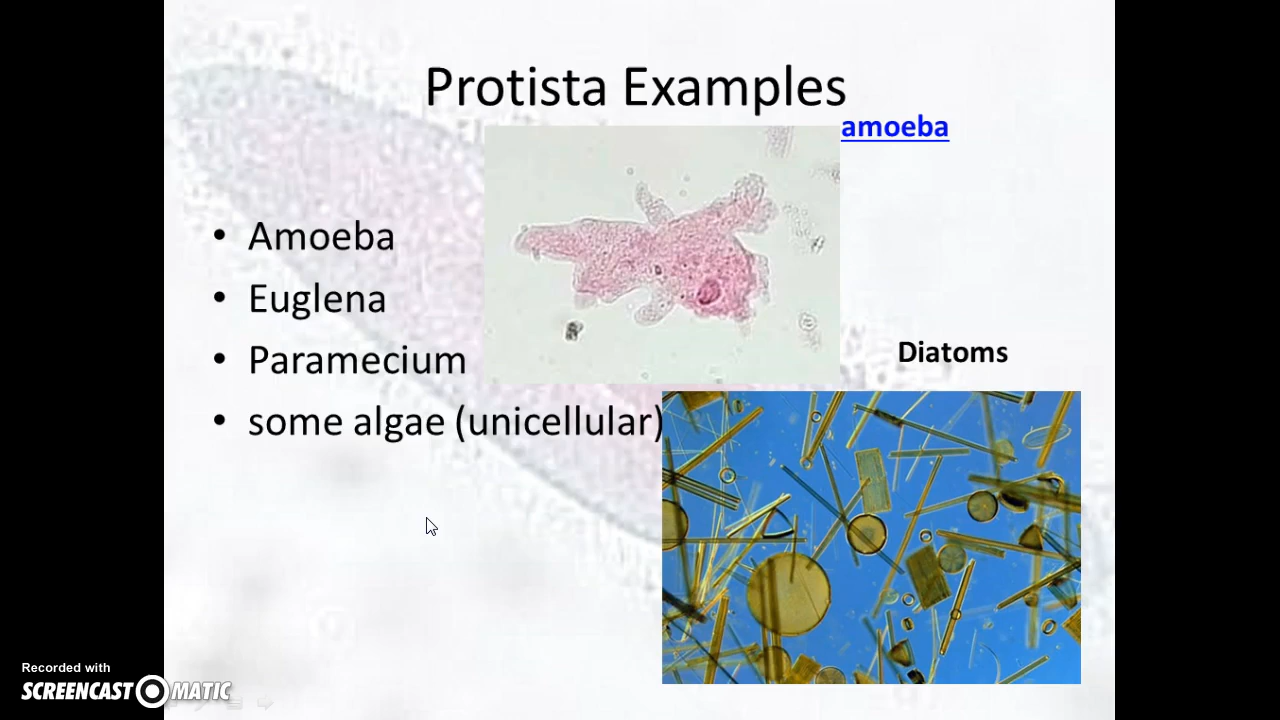 Protista Examples
amoeba
• Amoeba
• Euglena
• Paramecium
• some algae (unicellular)
Diatoms
Recorded with
SCREENCAST MATIC